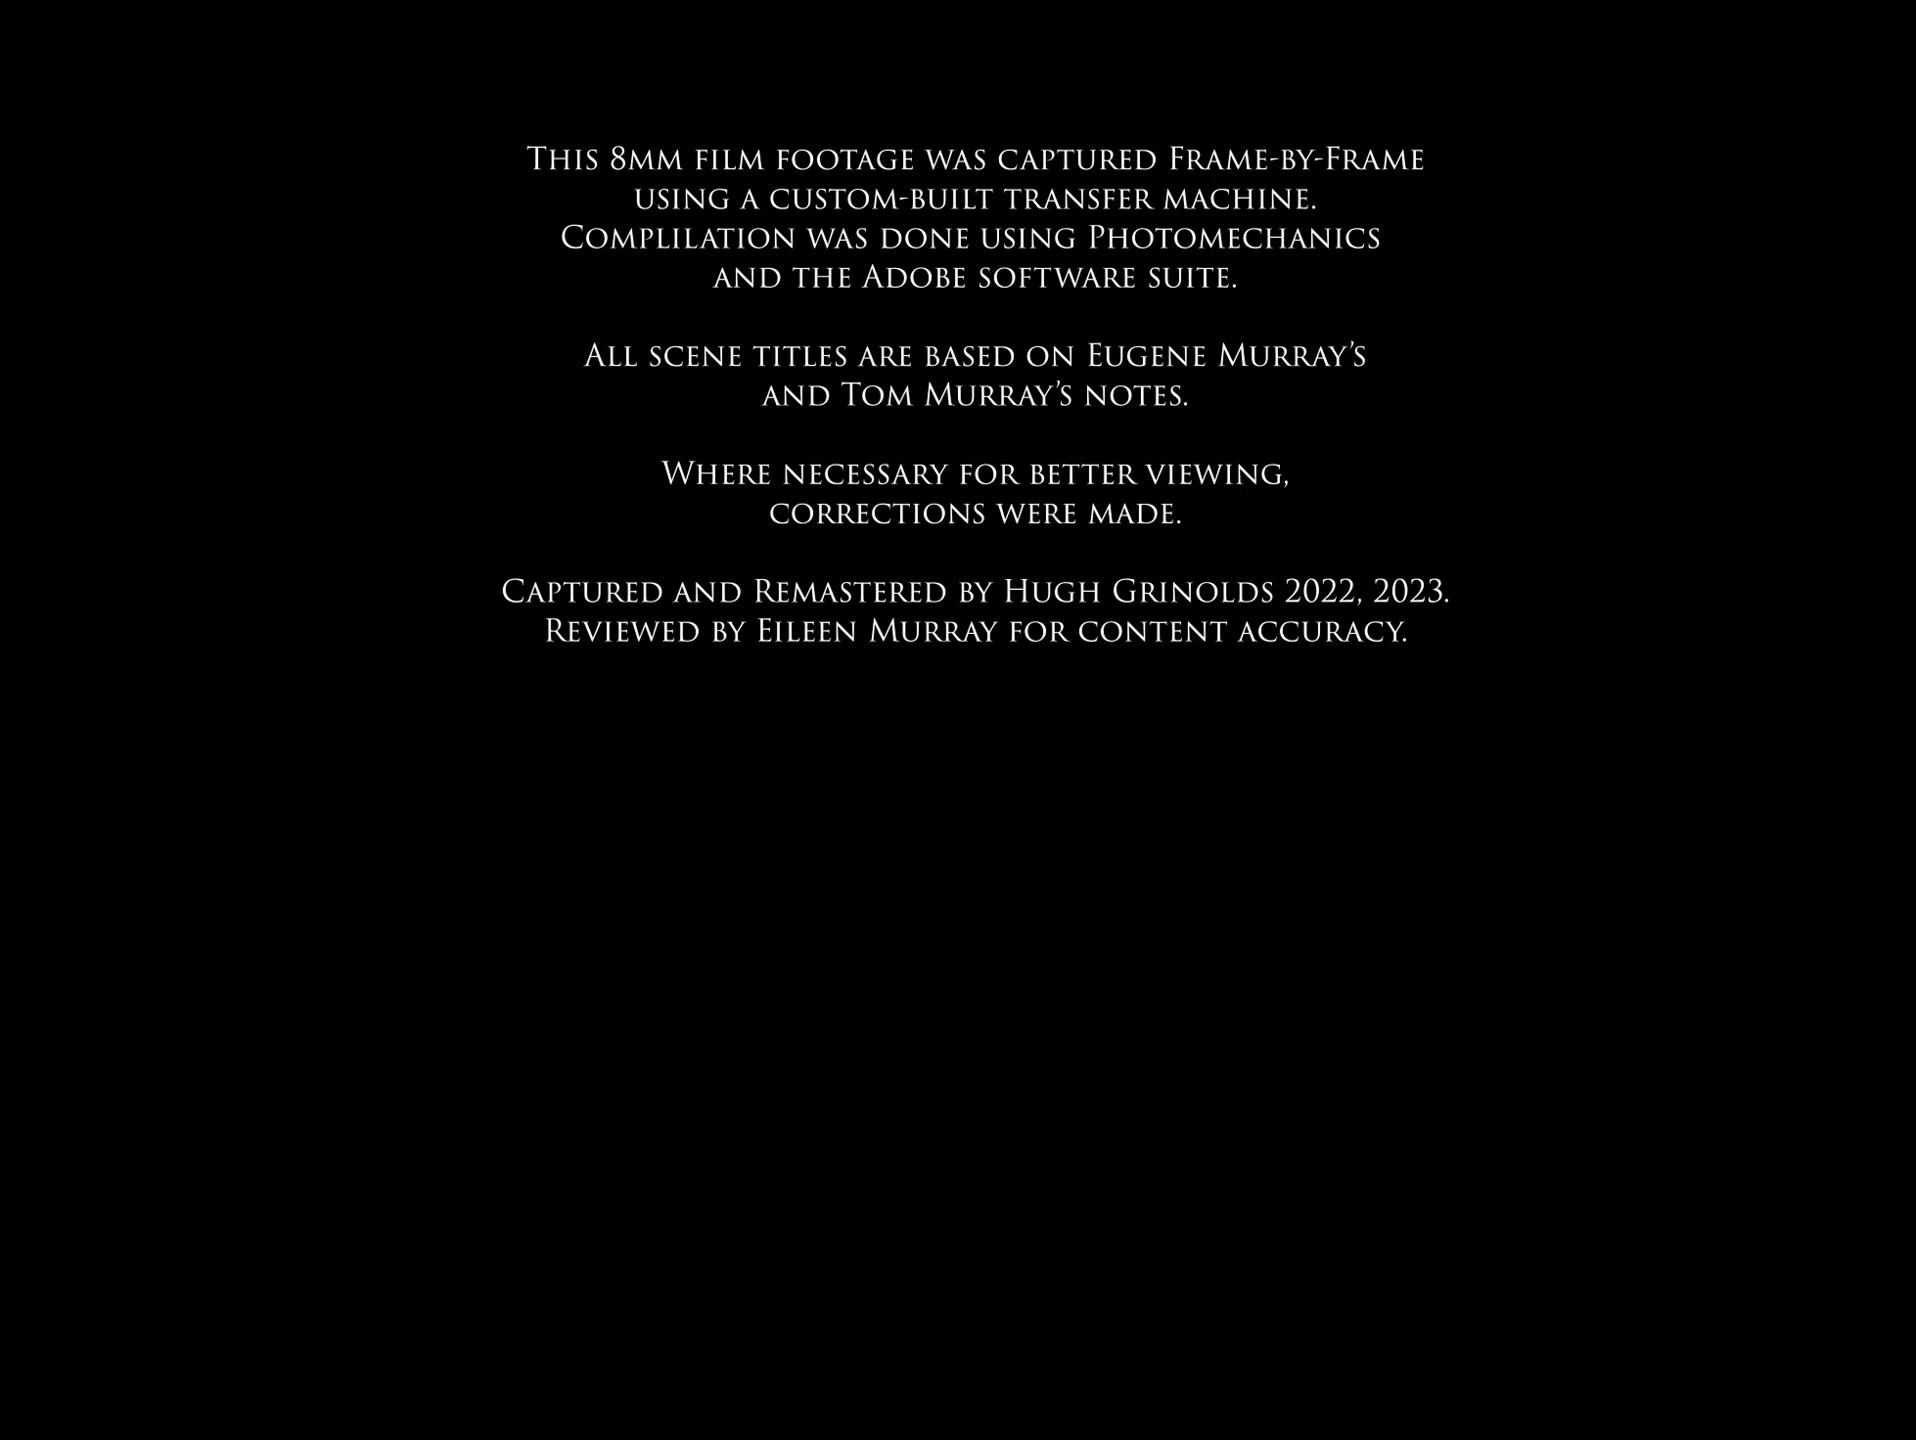 This 8mm film footage was captured Frame-by-Frame
using a custom-built transfer machine.
Complilation was done using Photomechanics
and the Adobe software suite.
All scene titles are based on Eugene Murray’s
and Tom Murray’s notes.
Where necessary for better viewing,
corrections were made.
Captured and Remastered by Hugh Grinolds 2022, 2023.
Reviewed by Eileen Murray for content accuracy.